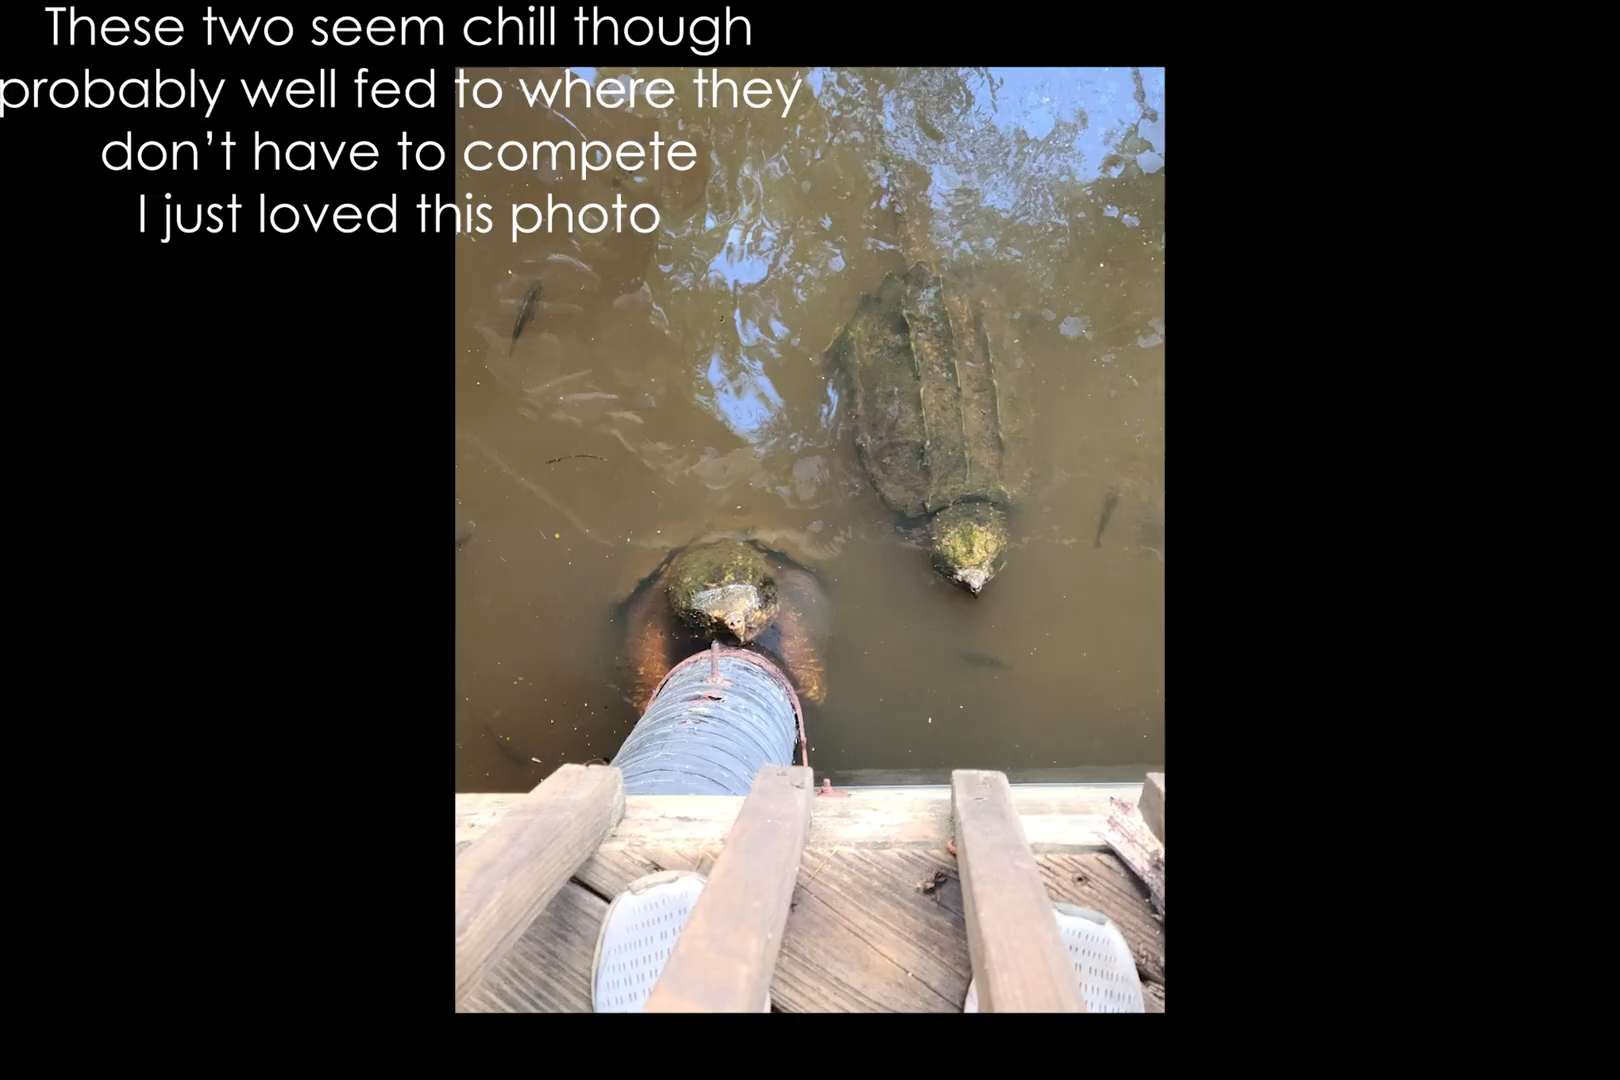 These two seem chill though
probably well fed to where they
don’t have to compete
I just loved this photo